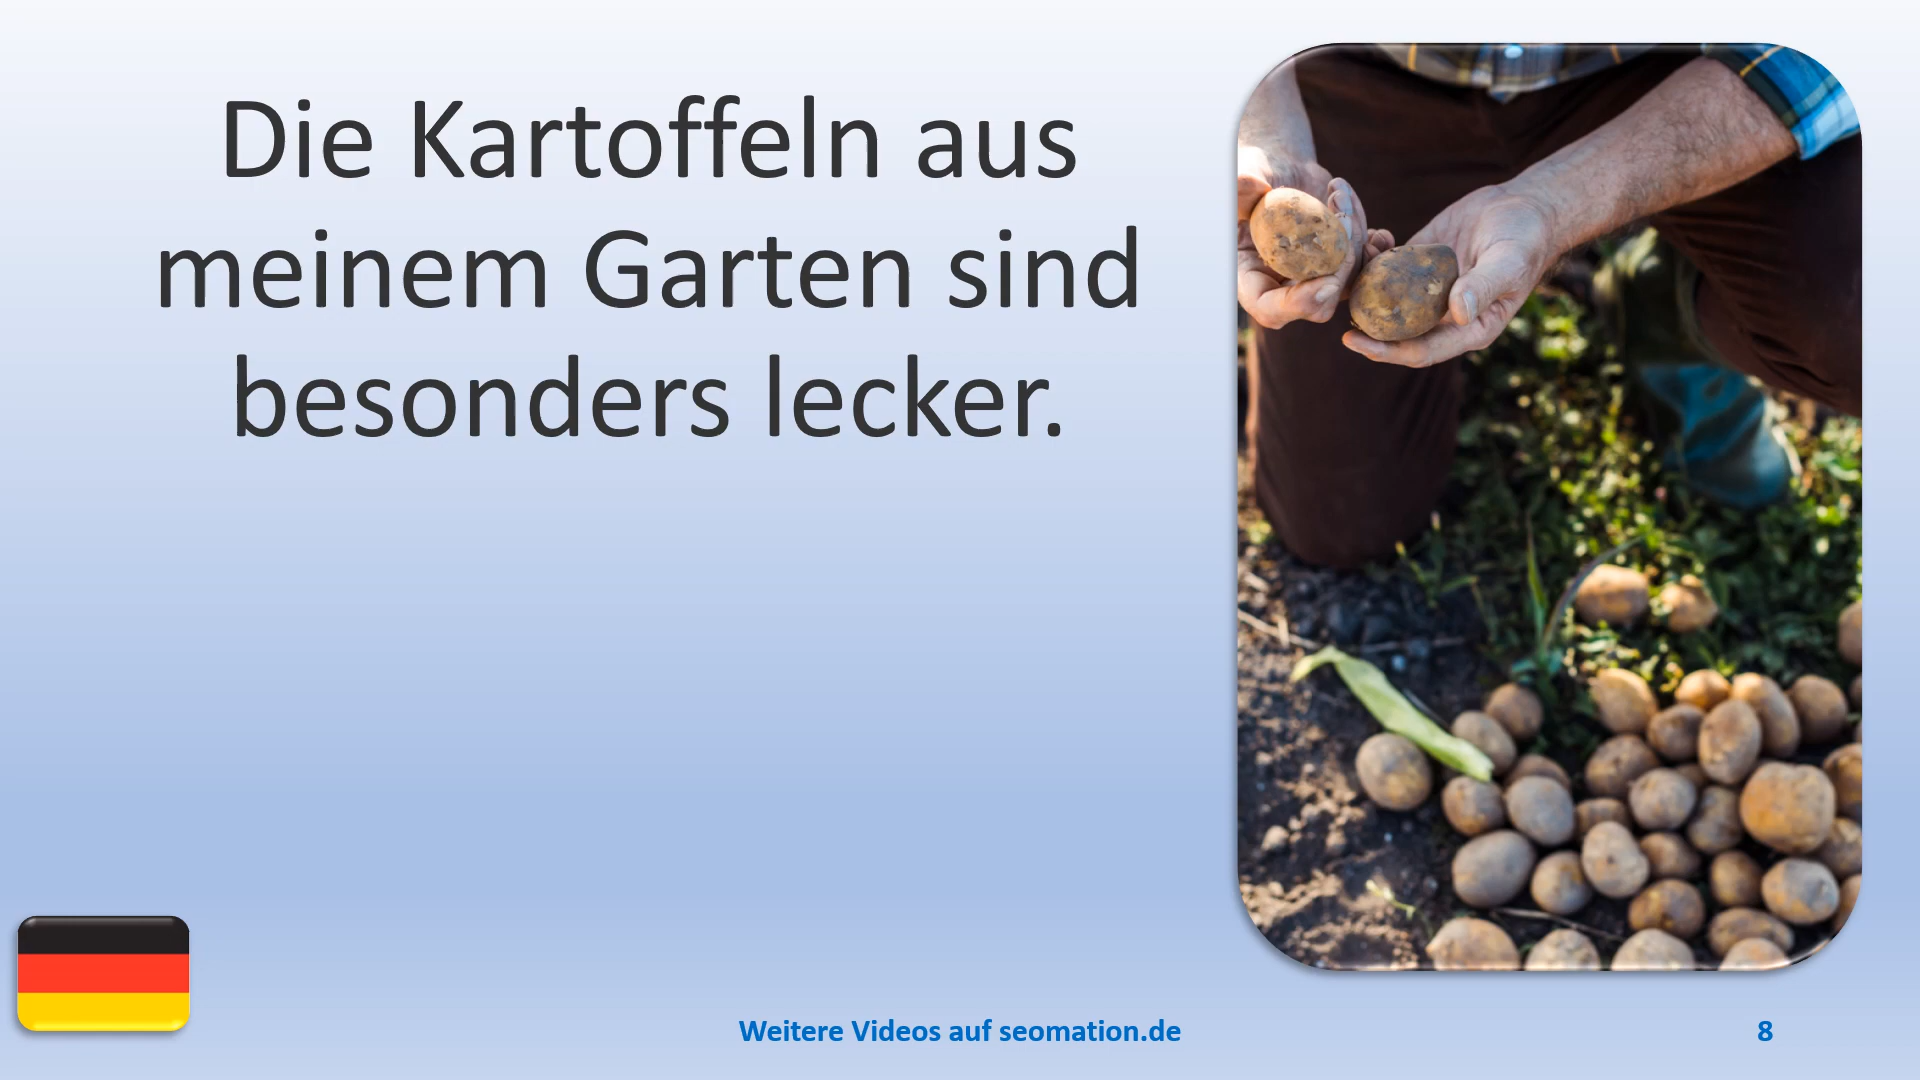 Die Kartoffeln aus
meinem Garten sind
besonders lecker.
Weitere Videos auf seomation.de
8